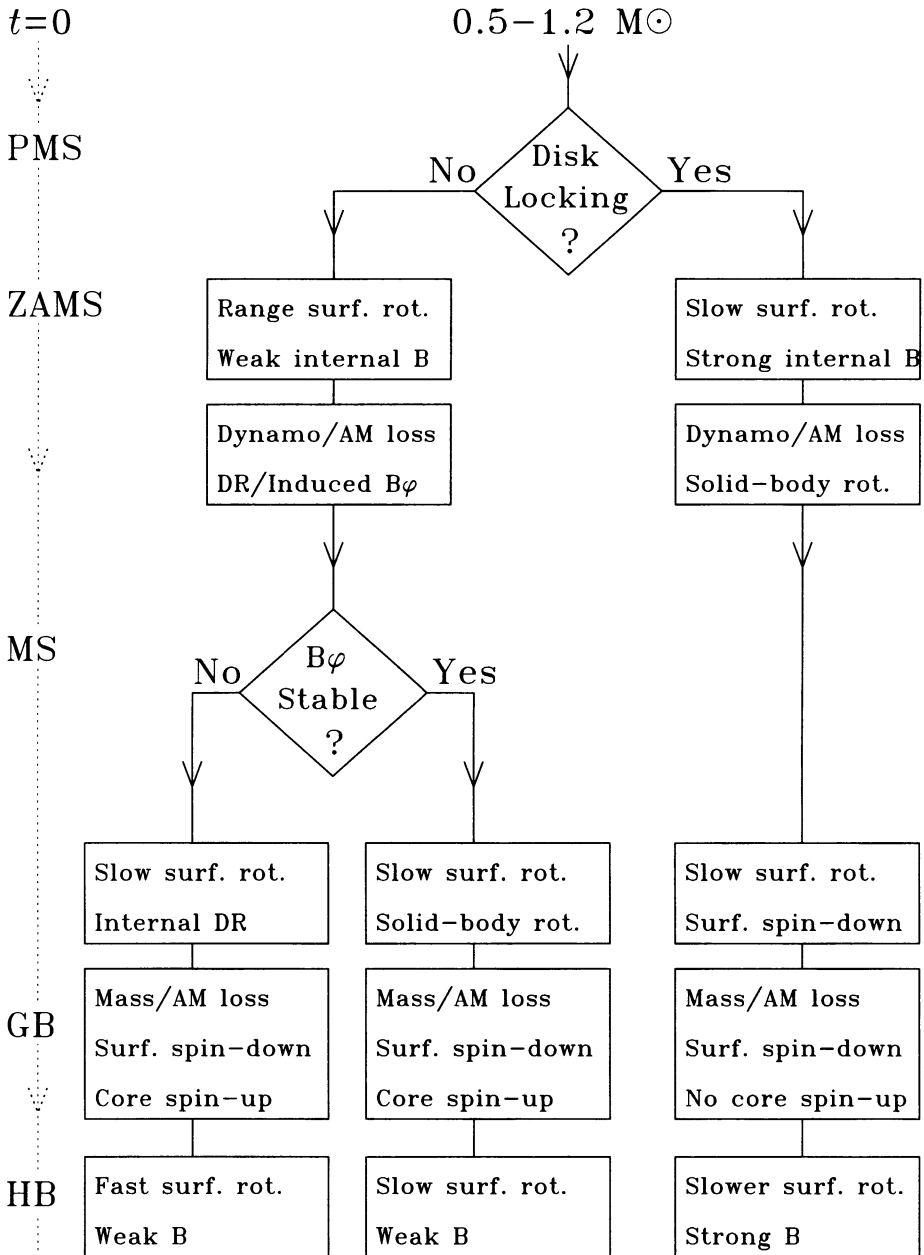 t=0
0.5−1.2 M⊙
PMS
No
Disk
Locking
?
Yes
ZAMS
Range surf. rot.
Weak internal B
Slow surf. rot.
Strong internal B
Dynamo/AM loss
DR/Induced Bφ
Dynamo/AM loss
Solid−body rot.
MS
No
Bφ
Stable
?
Yes
Slow surf. rot.
Internal DR
Slow surf. rot.
Solid−body rot.
Slow surf. rot.
Surf. spin−down
GB
Mass/AM loss
Surf. spin−down
Core spin−up
Mass/AM loss
Surf. spin−down
Core spin−up
Mass/AM loss
Surf. spin−down
No core spin−up
HB
Fast surf. rot.
Weak B
Slow surf. rot.
Weak B
Slower surf. rot.
Strong B